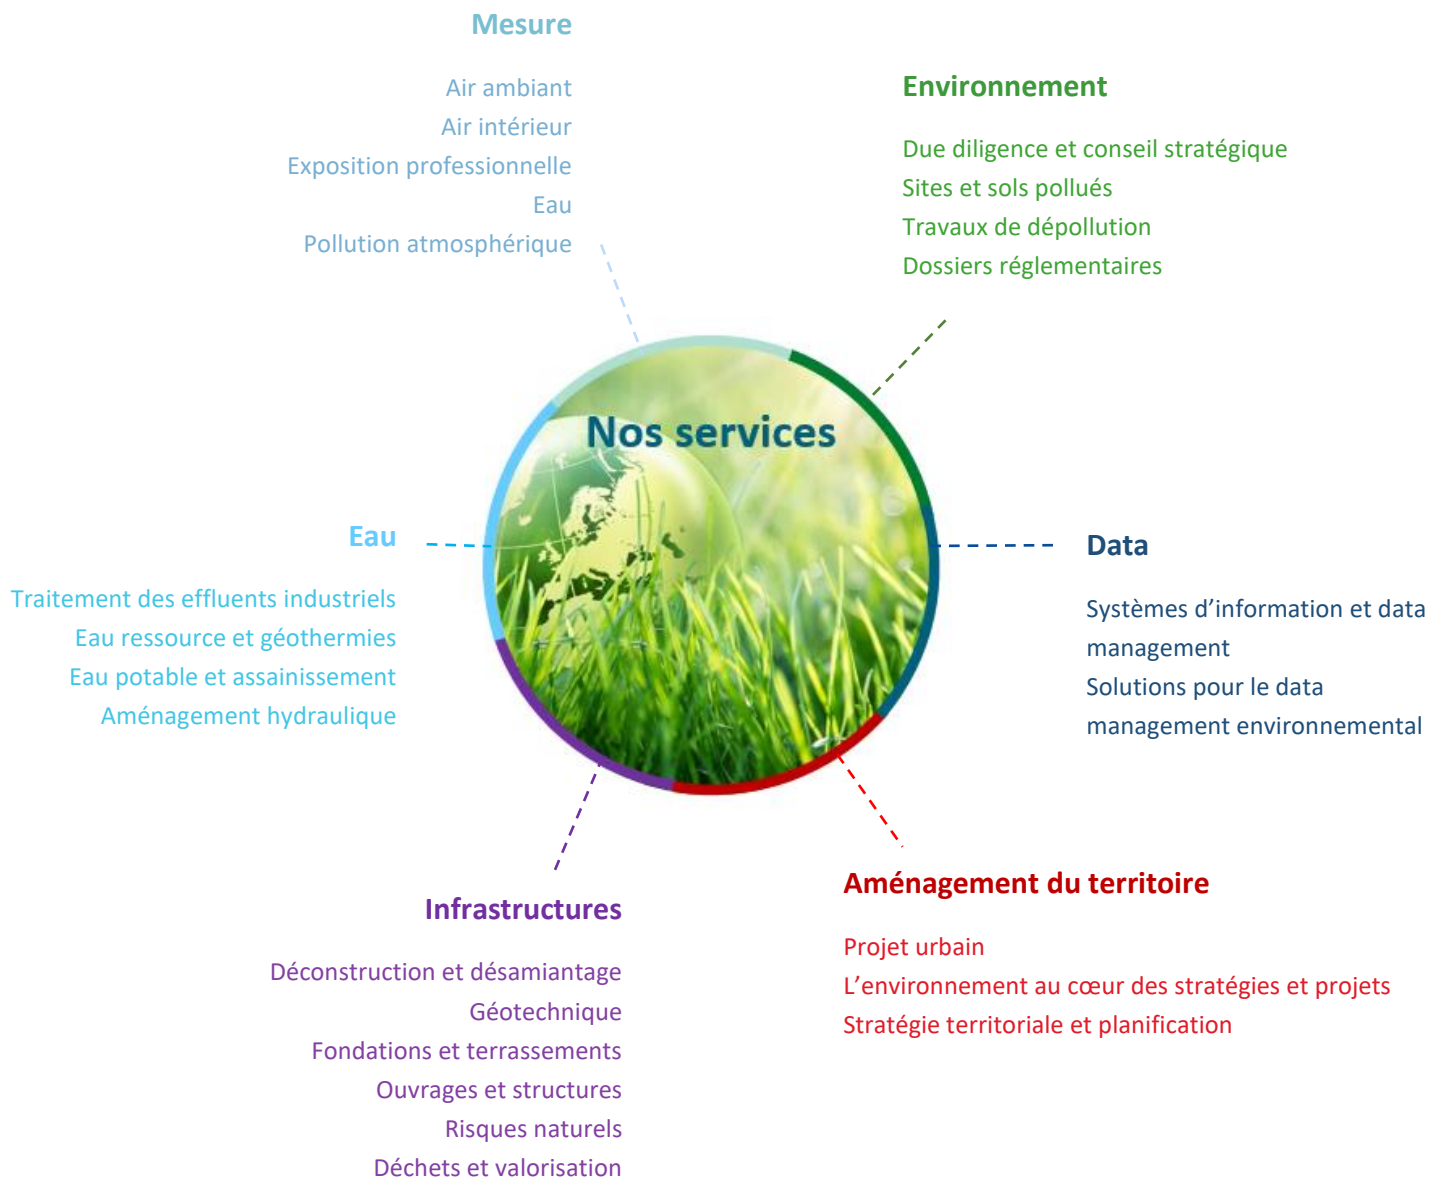 Mesure
Air ambiant
Air intérieur
Exposition professionnelle
Eau
Pollution atmosphérique
Environnement
Due diligence et conseil stratégique
Sites et sols pollués
Travaux de dépollution
Dossiers réglementaires
Nos services
Eau
Traitement des effluents industriels
Eau ressource et géothermies
Eau potable et assainissement
Aménagement hydraulique
Data
Systèmes d’information et data
management
Solutions pour le data
management environnemental
Infrastructures
Déconstruction et désamiantage
Géotechnique
Fondations et terrassements
Ouvrages et structures
Risques naturels
Déchets et valorisation
Aménagement du territoire
Projet urbain
L’environnement au cœur des stratégies et projets
Stratégie territoriale et planification